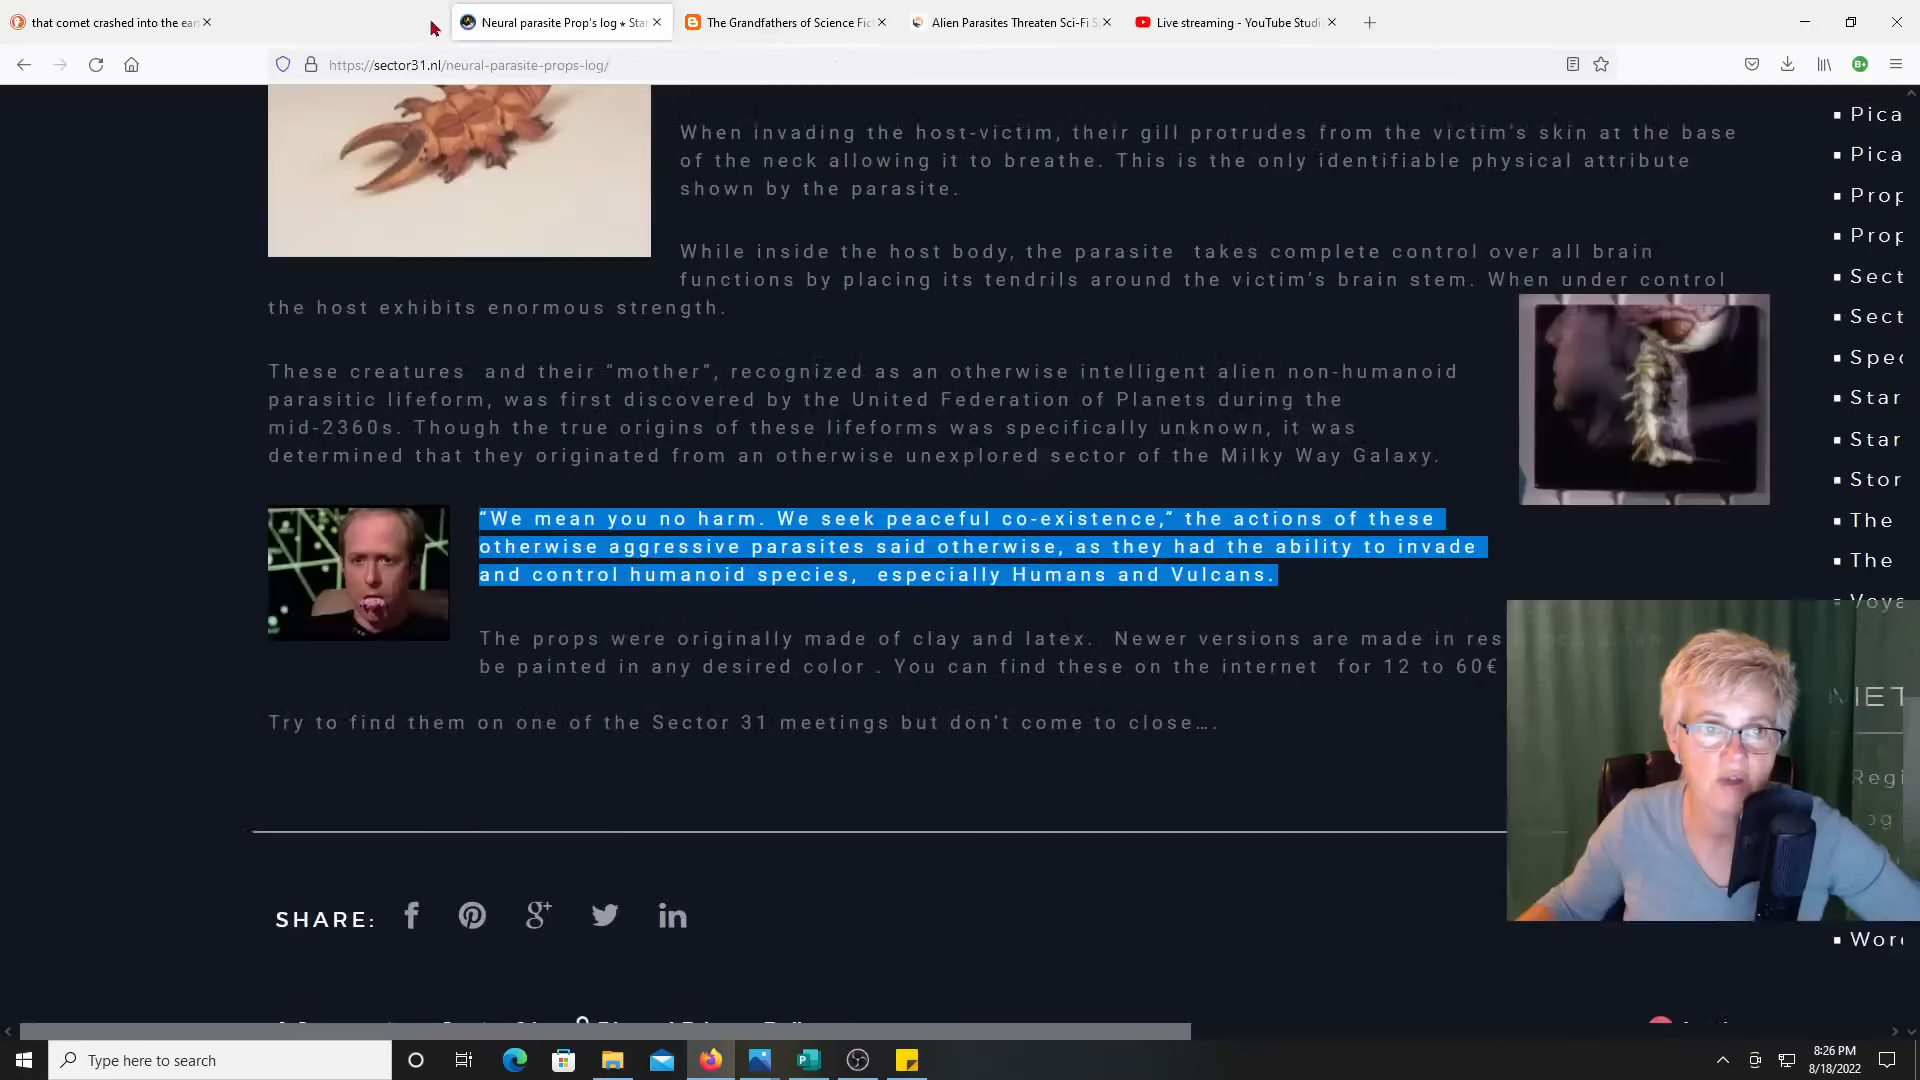 that comet crashed into the ear
Neural parasite Prop's log ⋆ Sta
The Grandfathers of Science Fic
Alien Parasites Threaten Sci-Fi S
Live streaming - YouTube Studi
https://sector31.nl/neural-parasite-props-log/
When invading the host-victim, their gill protrudes from the victim's skin at the base
of the neck allowing it to breathe. This is the only identifiable physical attribute
shown by the parasite.
While inside the host body, the parasite takes complete control over all brain
functions by placing its tendrils around the victim's brain stem. When under control
the host exhibits enormous strength.
These creatures and their “mother”, recognized as an otherwise intelligent alien non-humanoid
parasitic lifeform, was first discovered by the United Federation of Planets during the
mid-2360s. Though the true origins of these lifeforms was specifically unknown, it was
determined that they originated from an otherwise unexplored sector of the Milky Way Galaxy.
“We mean you no harm. We seek peaceful co-existence,” the actions of these
otherwise aggressive parasites said otherwise, as they had the ability to invade
and control humanoid species, especially Humans and Vulcans.
The props were originally made of clay and latex. Newer versions are made in res
be painted in any desired color . You can find these on the internet for 12 to 60€
Try to find them on one of the Sector 31 meetings but don't come to close….
SHARE:
Pica
Pica
Prop
Prop
Sect
Sect
Spec
Star
Star
Stor
The
The
Voya
MET
Regi
og
Word
Type here to search
8:26 PM
8/18/2022